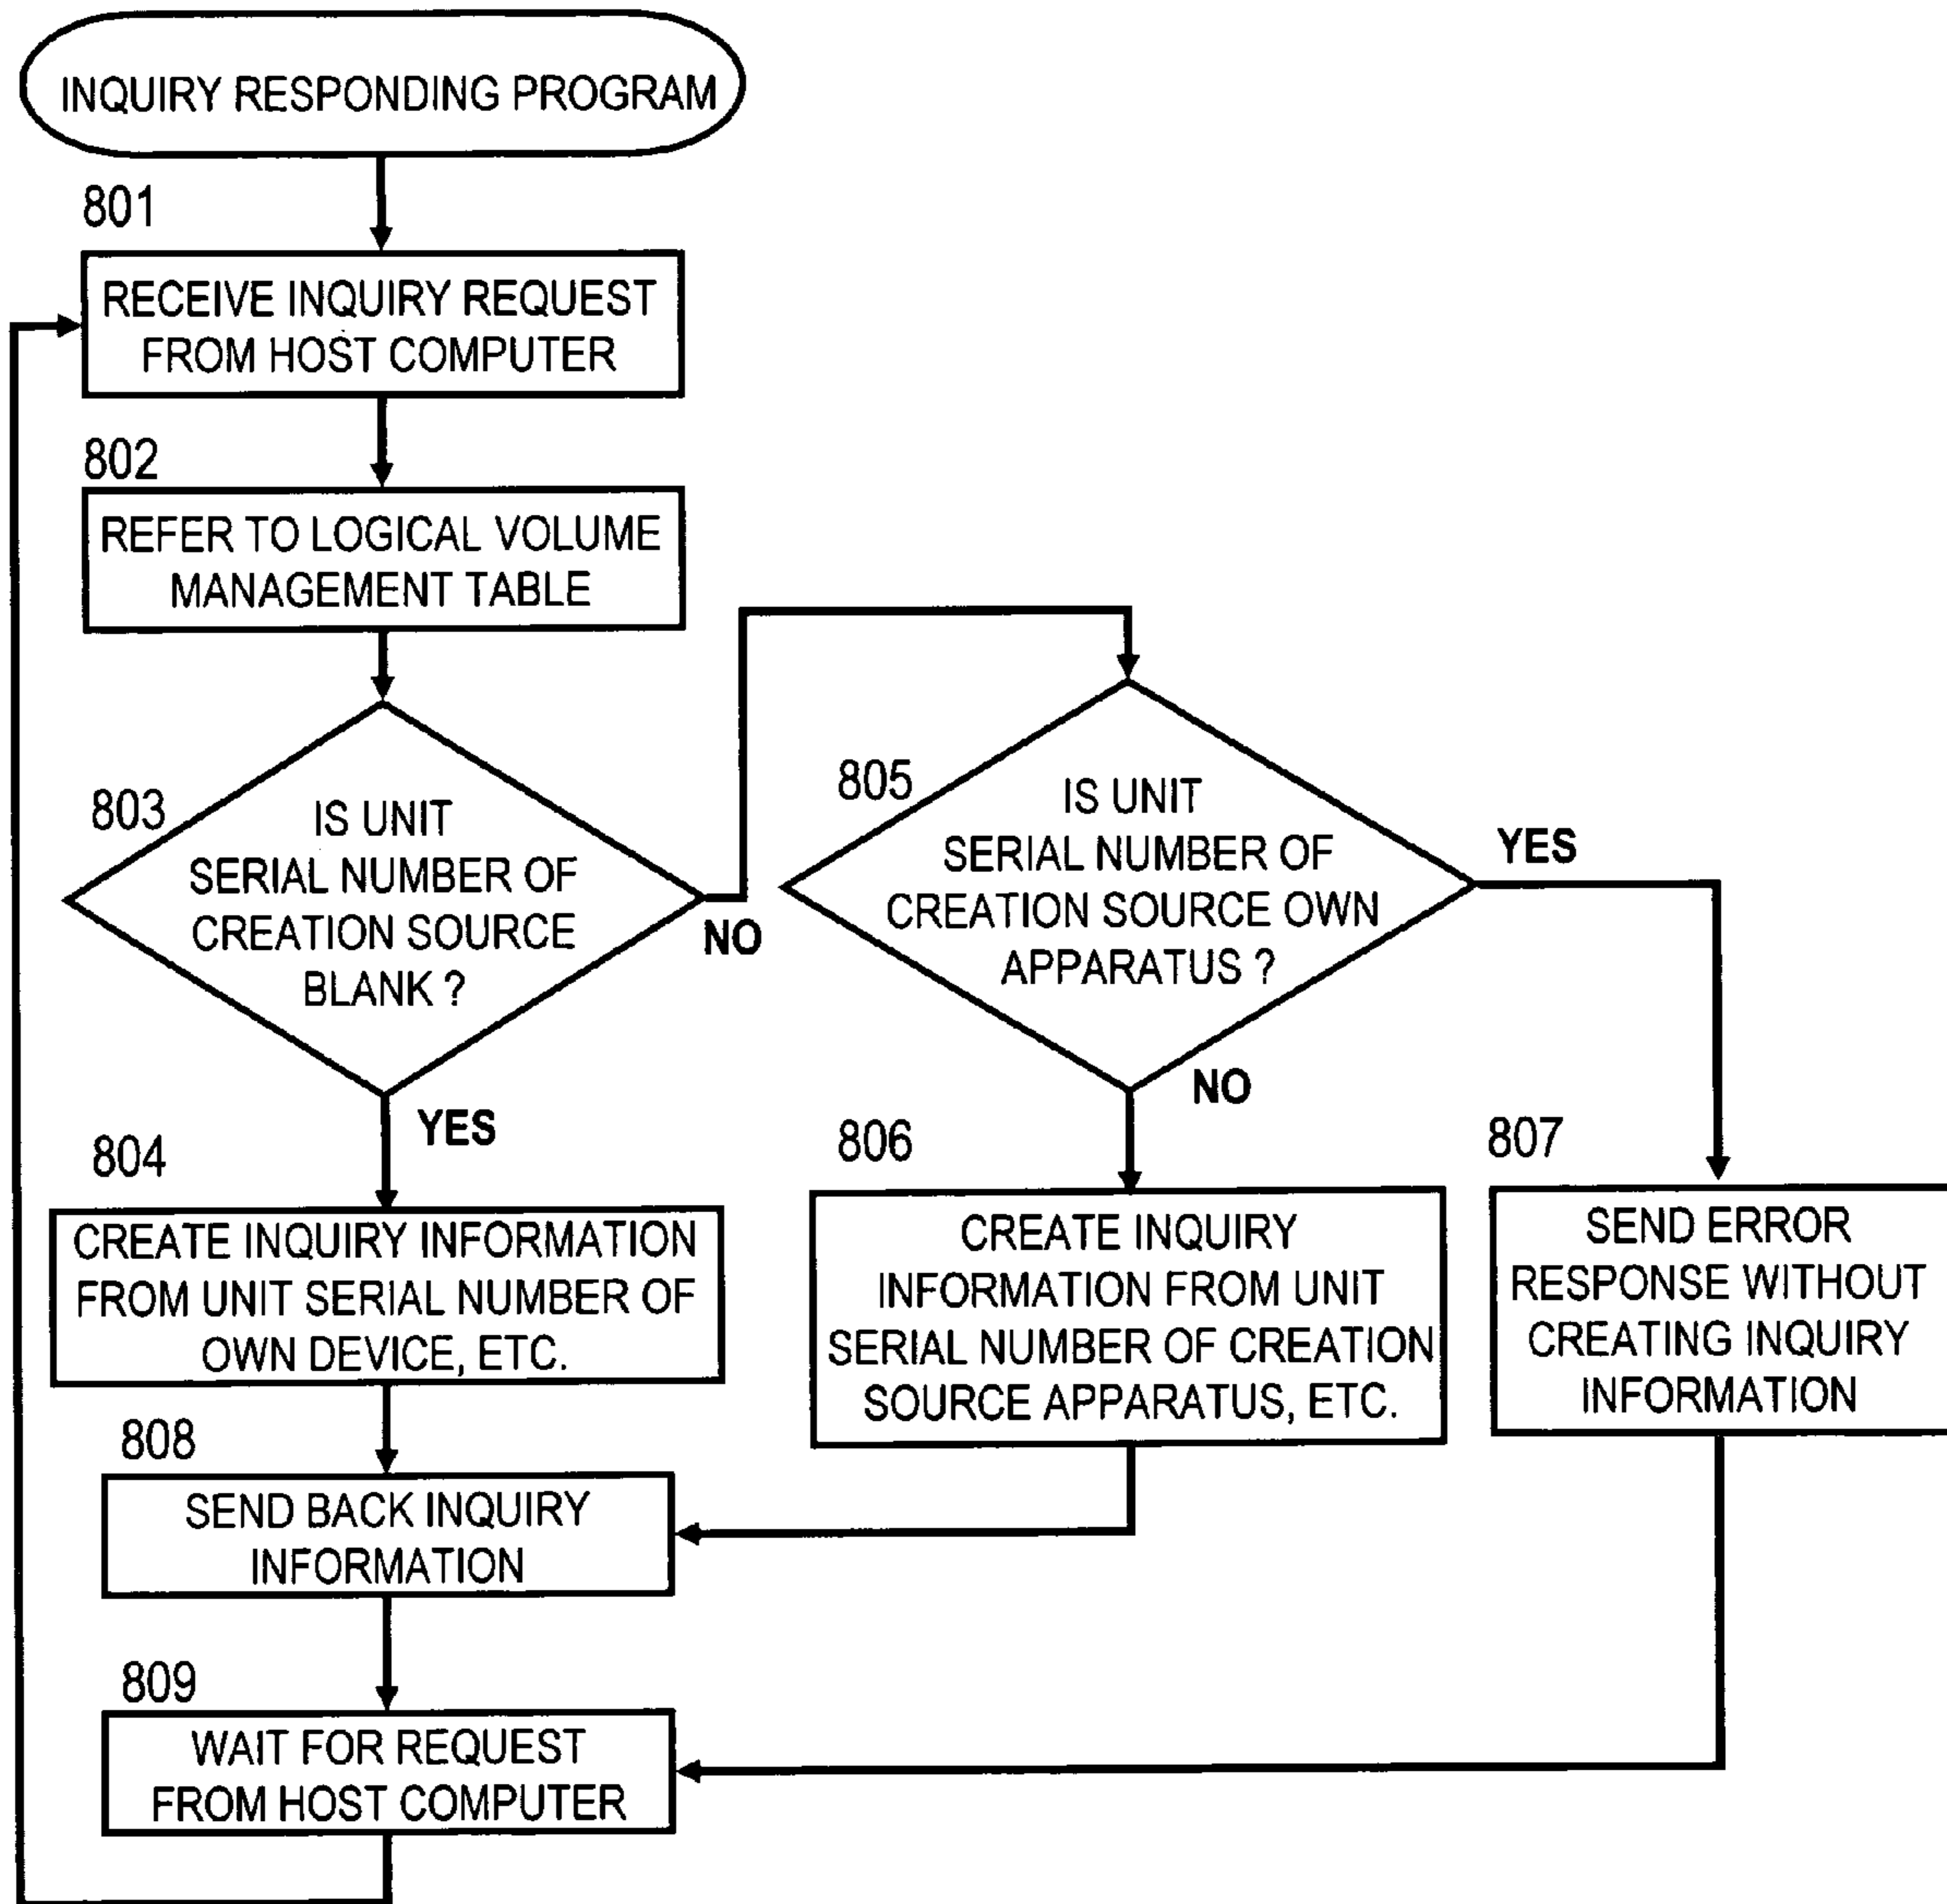 INQUIRY RESPONDING PROGRAM
801
RECEIVE INQUIRY REQUEST
FROM HOST COMPUTER
802
REFER TO LOGICAL VOLUME
MANAGEMENT TABLE
803
IS UNIT
SERIAL NUMBER OF
CREATION SOURCE
BLANK ?
NO
YES
805
IS UNIT
SERIAL NUMBER OF
CREATION SOURCE OWN
APPARATUS ?
YES
NO
804
CREATE INQUIRY INFORMATION
FROM UNIT SERIAL NUMBER OF
OWN DEVICE, ETC.
806
CREATE INQUIRY
INFORMATION FROM UNIT
SERIAL NUMBER OF CREATION
SOURCE APPARATUS, ETC.
807
SEND ERROR
RESPONSE WITHOUT
CREATING INQUIRY
INFORMATION
808
SEND BACK INQUIRY
INFORMATION
809
WAIT FOR REQUEST
FROM HOST COMPUTER